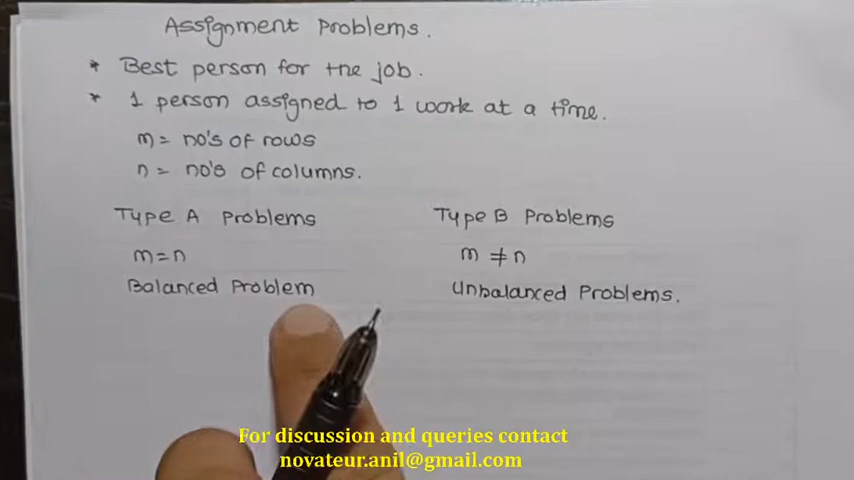 Assignment Problems.
* Best person for the job.
* 1 person assigned to 1 work at a time.
m = no's of rows
n = no's of columns.
Type A Problems
m = n
Balanced Problem
Type B Problems
m ≠ n
Unbalanced Problems.
For discussion and queries contact
novateur.anil@gmail.com